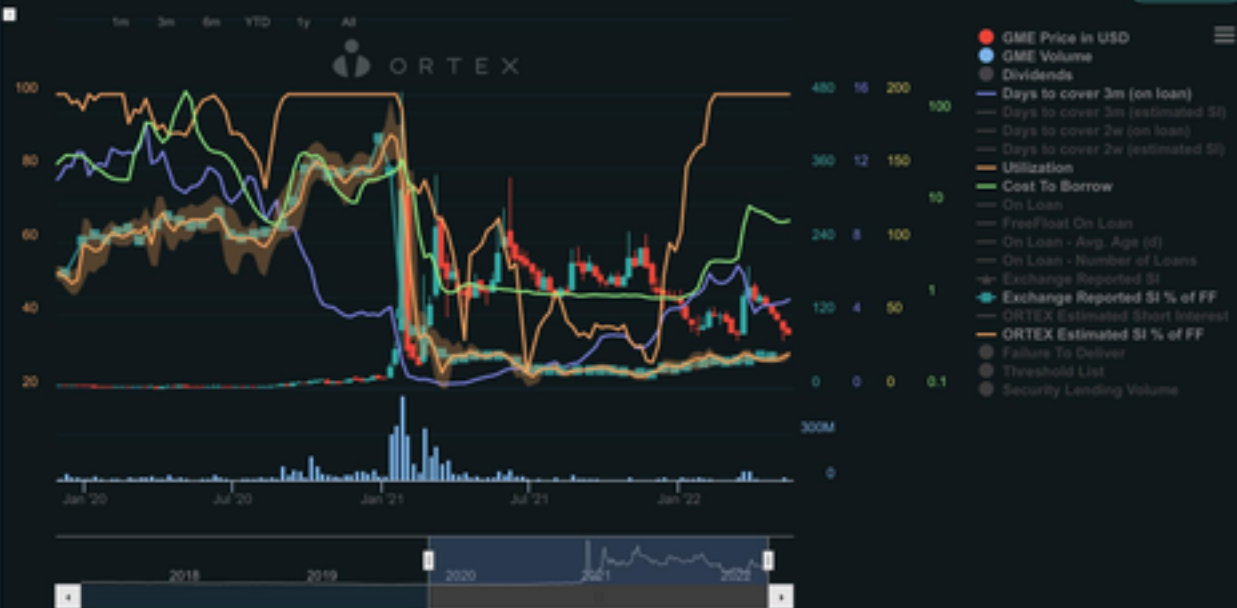 1m 3m 6m YTD 1y All
ORTEX
GME Price in USD
GME Volume
Dividends
Days to cover 3m (on loan)
Days to cover 3m (estimated SI)
Days to cover 2w (on loan)
Days to cover 2w (estimated SI)
Utilization
Cost To Borrow
On Loan
FreeFloat On Loan
On Loan - Avg. Age (d)
On Loan - Number of Loans
Exchange Reported SI
Exchange Reported SI % of FF
ORTEX Estimated Short Interest
ORTEX Estimated SI % of FF
Failure To Deliver
Threshold List
Security Lending Volume
100 480 16 200 100
80 360 12 150
60 240 8 100 10
40 120 4 50 1
20 0 0 0 0.1
300M
0
Jan '20 Jul '20 Jan '21 Jul '21 Jan '22
2018 2019 2020 2021 2022